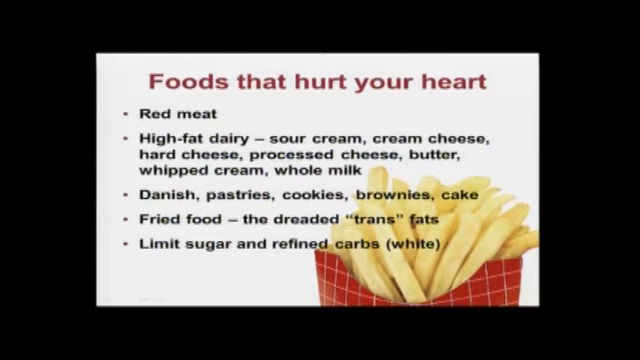 Foods that hurt your heart
• Red meat
• High-fat dairy – sour cream, cream cheese,
hard cheese, processed cheese, butter,
whipped cream, whole milk
• Danish, pastries, cookies, brownies, cake
• Fried food – the dreaded “trans” fats
• Limit sugar and refined carbs (white)